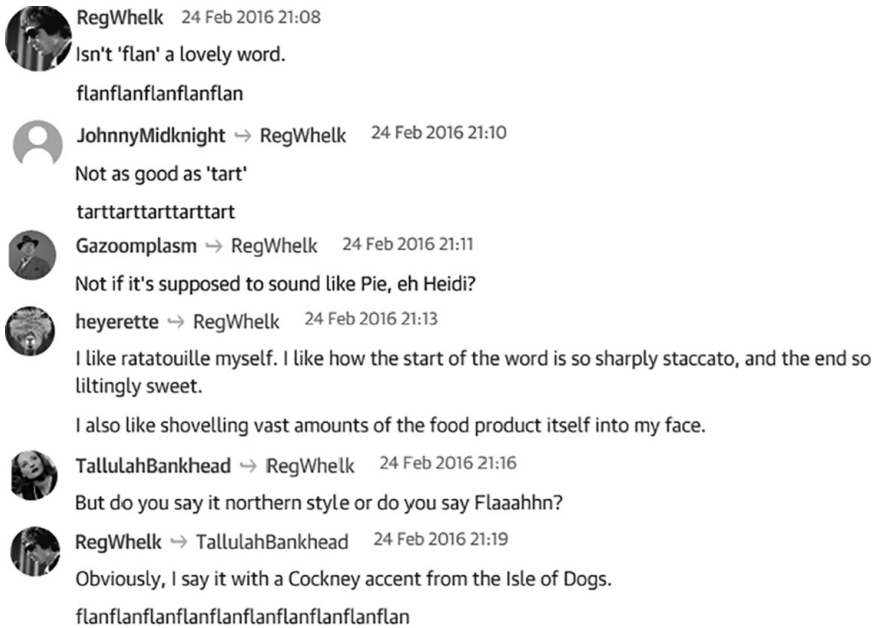 RegWhelk 24 Feb 2016 21:08
Isn't 'flan' a lovely word.
flanflanflanflanflan
JohnnyMidknight ↪ RegWhelk 24 Feb 2016 21:10
Not as good as 'tart'
tarttarttarttarttart
Gazoomplasm ↪ RegWhelk 24 Feb 2016 21:11
Not if it's supposed to sound like Pie, eh Heidi?
heyerette ↪ RegWhelk 24 Feb 2016 21:13
I like ratatouille myself. I like how the start of the word is so sharply staccato, and the end so
liltingly sweet.
I also like shovelling vast amounts of the food product itself into my face.
TallulahBankhead ↪ RegWhelk 24 Feb 2016 21:16
But do you say it northern style or do you say Flaaahhn?
RegWhelk ↪ TallulahBankhead 24 Feb 2016 21:19
Obviously, I say it with a Cockney accent from the Isle of Dogs.
flanflanflanflanflanflanflanflanflanflan